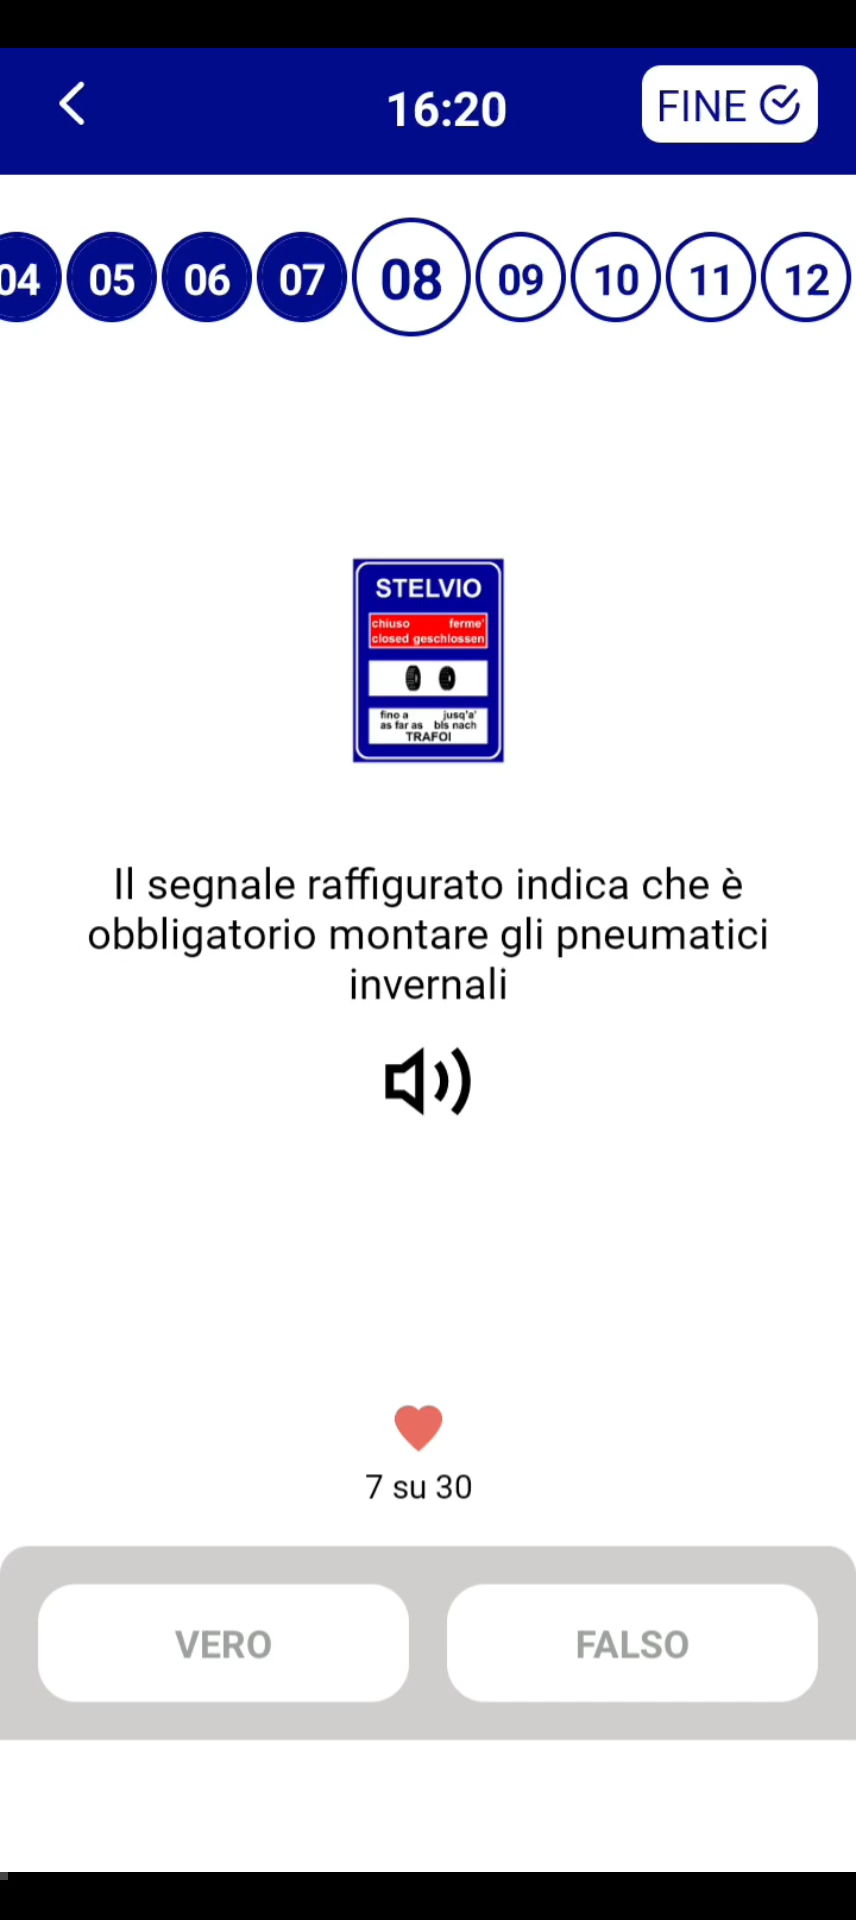 16:20
FINE
04 05 06 07 08 09 10 11 12
STELVIO
chiuso ferme'
closed geschlossen
fino a jusq'a'
as far as bis nach
TRAFOI
Il segnale raffigurato indica che è
obbligatorio montare gli pneumatici
invernali
7 su 30
VERO FALSO